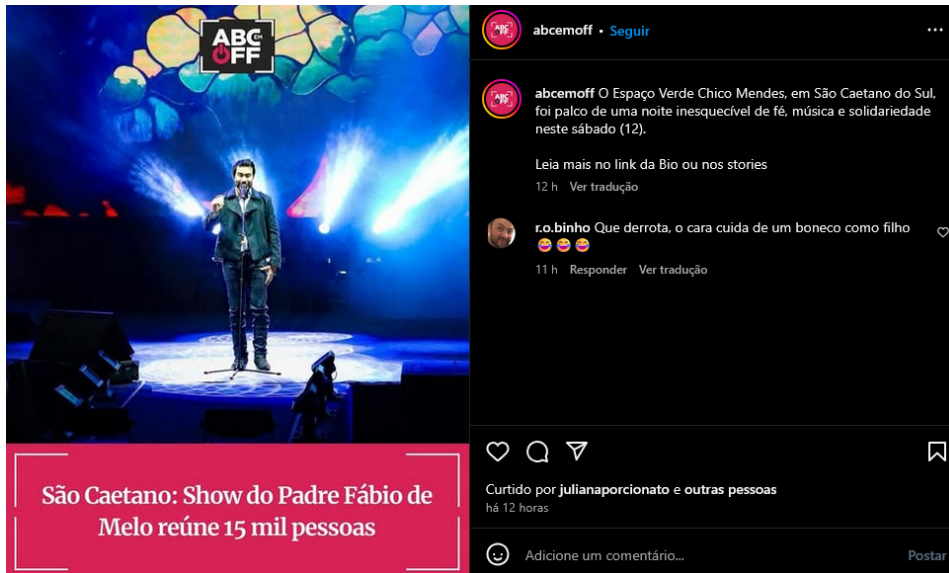 ABC
EM
OFF
São Caetano: Show do Padre Fábio de
Melo reúne 15 mil pessoas
abcemoff • Seguir
abcemoff O Espaço Verde Chico Mendes, em São Caetano do Sul,
foi palco de uma noite inesquecível de fé, música e solidariedade
neste sábado (12).
Leia mais no link da Bio ou nos stories
12 h Ver tradução
r.o.binho Que derrota, o cara cuida de um boneco como filho
😂😂😂
11 h Responder Ver tradução
Curtido por julianaporcionato e outras pessoas
há 12 horas
Adicione um comentário...
Postar